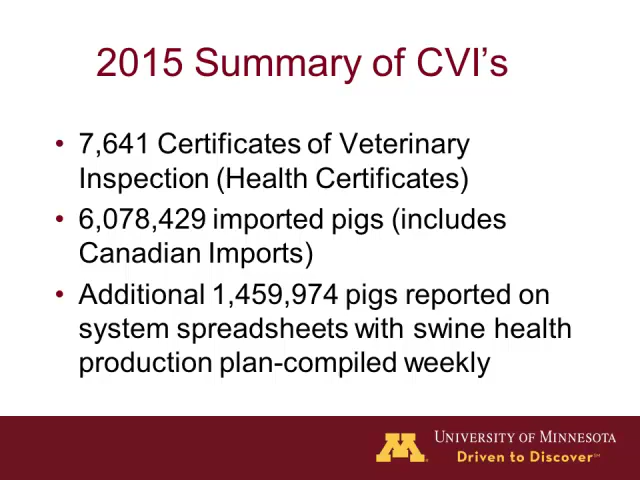 2015 Summary of CVI's
• 7,641 Certificates of Veterinary
Inspection (Health Certificates)
• 6,078,429 imported pigs (includes
Canadian Imports)
• Additional 1,459,974 pigs reported on
system spreadsheets with swine health
production plan-compiled weekly
M
UNIVERSITY OF MINNESOTA
Driven to Discover℠